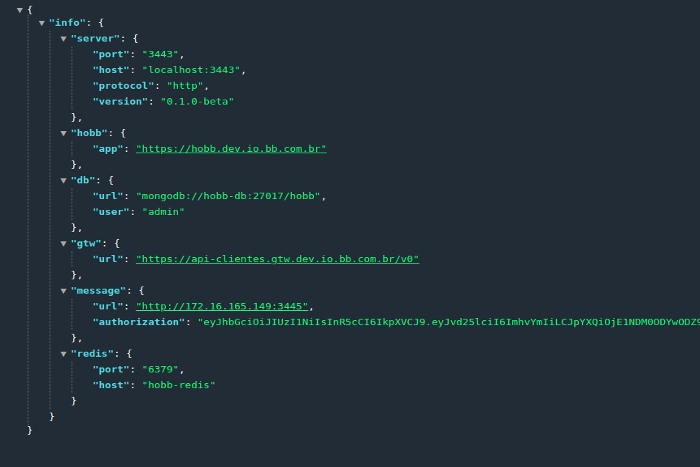 {
"info": {
"server": {
"port": "3443",
"host": "localhost:3443",
"protocol": "http",
"version": "0.1.0-beta"
},
"hobb": {
"app": "https://hobb.dev.io.bb.com.br"
},
"db": {
"url": "mongodb://hobb-db:27017/hobb",
"user": "admin"
},
"gtw": {
"url": "https://api-clientes.gtw.dev.io.bb.com.br/v0"
},
"message": {
"url": "http://172.16.165.149:3445",
"authorization": "eyJhbGciOiJIUzI1NiIsInR5cCI6IkpXVCJ9.eyJvd25lciI6ImhvYmIiLCJpYXQiOjE1NDM0ODYwODZ9
},
"redis": {
"port": "6379",
"host": "hobb-redis"
}
}
}